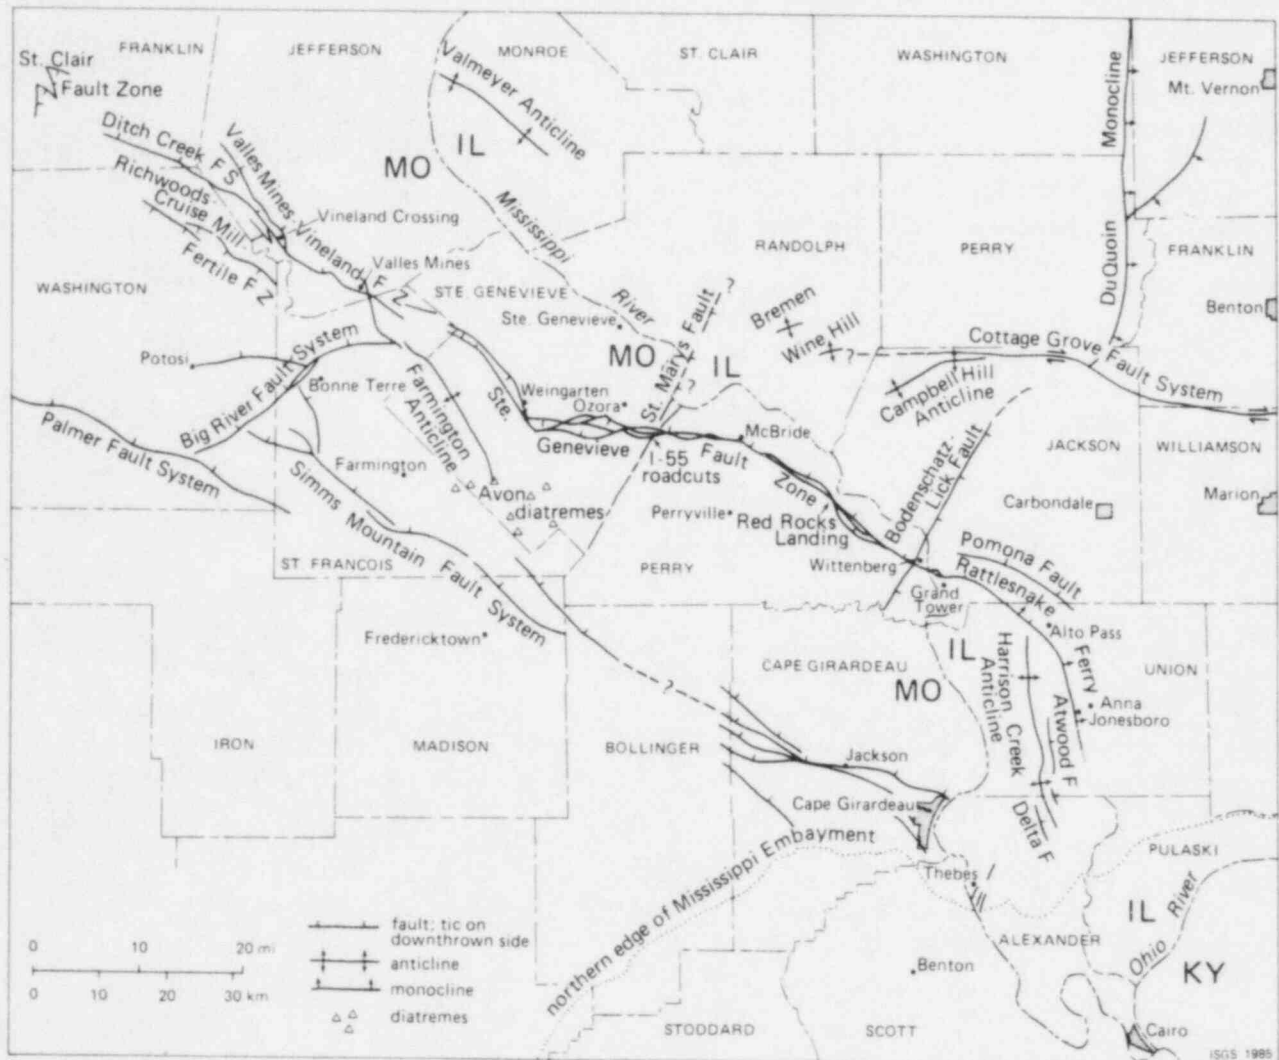 FRANKLIN
JEFFERSON
MONROE
ST. CLAIR
WASHINGTON
JEFFERSON
St. Clair
Fault Zone
Mt. Vernon
Valmeyer Anticline
Monocline
DuQuoin
Ditch Creek F S
Valles Mines Vineland F Z
Richwoods
Cruise Mill
Fertile F Z
MO
IL
Mississippi
River
Vineland Crossing
Valles Mines
RANDOLPH
PERRY
FRANKLIN
WASHINGTON
STE. GENEVIEVE
Ste. Genevieve
St. Marys Fault
?
?
Bremen
Wine Hill
?
Benton
MO
IL
Cottage Grove Fault System
Potosi
Big River Fault System
Bonne Terre
Farmington
Anticline
Weingarten
Ozora
Campbell Hill
Anticline
Ste.
Genevieve
Fault
Zone
McBride
I-55
roadcuts
Palmer Fault System
Farmington
JACKSON
WILLIAMSON
Bodenschatz-
Lick Fault
Avon
diatremes
Perryville
Red Rocks
Landing
Carbondale
Marion
Simms Mountain Fault System
ST. FRANCOIS
PERRY
Wittenberg
Pomona Fault
Rattlesnake
Ferry
Grand
Tower
Alto Pass
Fredericktown
CAPE GIRARDEAU
IL
MO
Harrison Creek
Anticline
UNION
Anna
Jonesboro
Atwood F
?
IRON
MADISON
BOLLINGER
Jackson
Cape Girardeau
Delta F
northern edge of Mississippi Embayment
PULASKI
Thebes
IL
Ohio River
KY
ALEXANDER
Benton
Cairo
STODDARD
SCOTT
0 10 20 mi
0 10 20 30 km
fault; tic on
downthrown side
anticline
monocline
diatremes
ISGS 1985